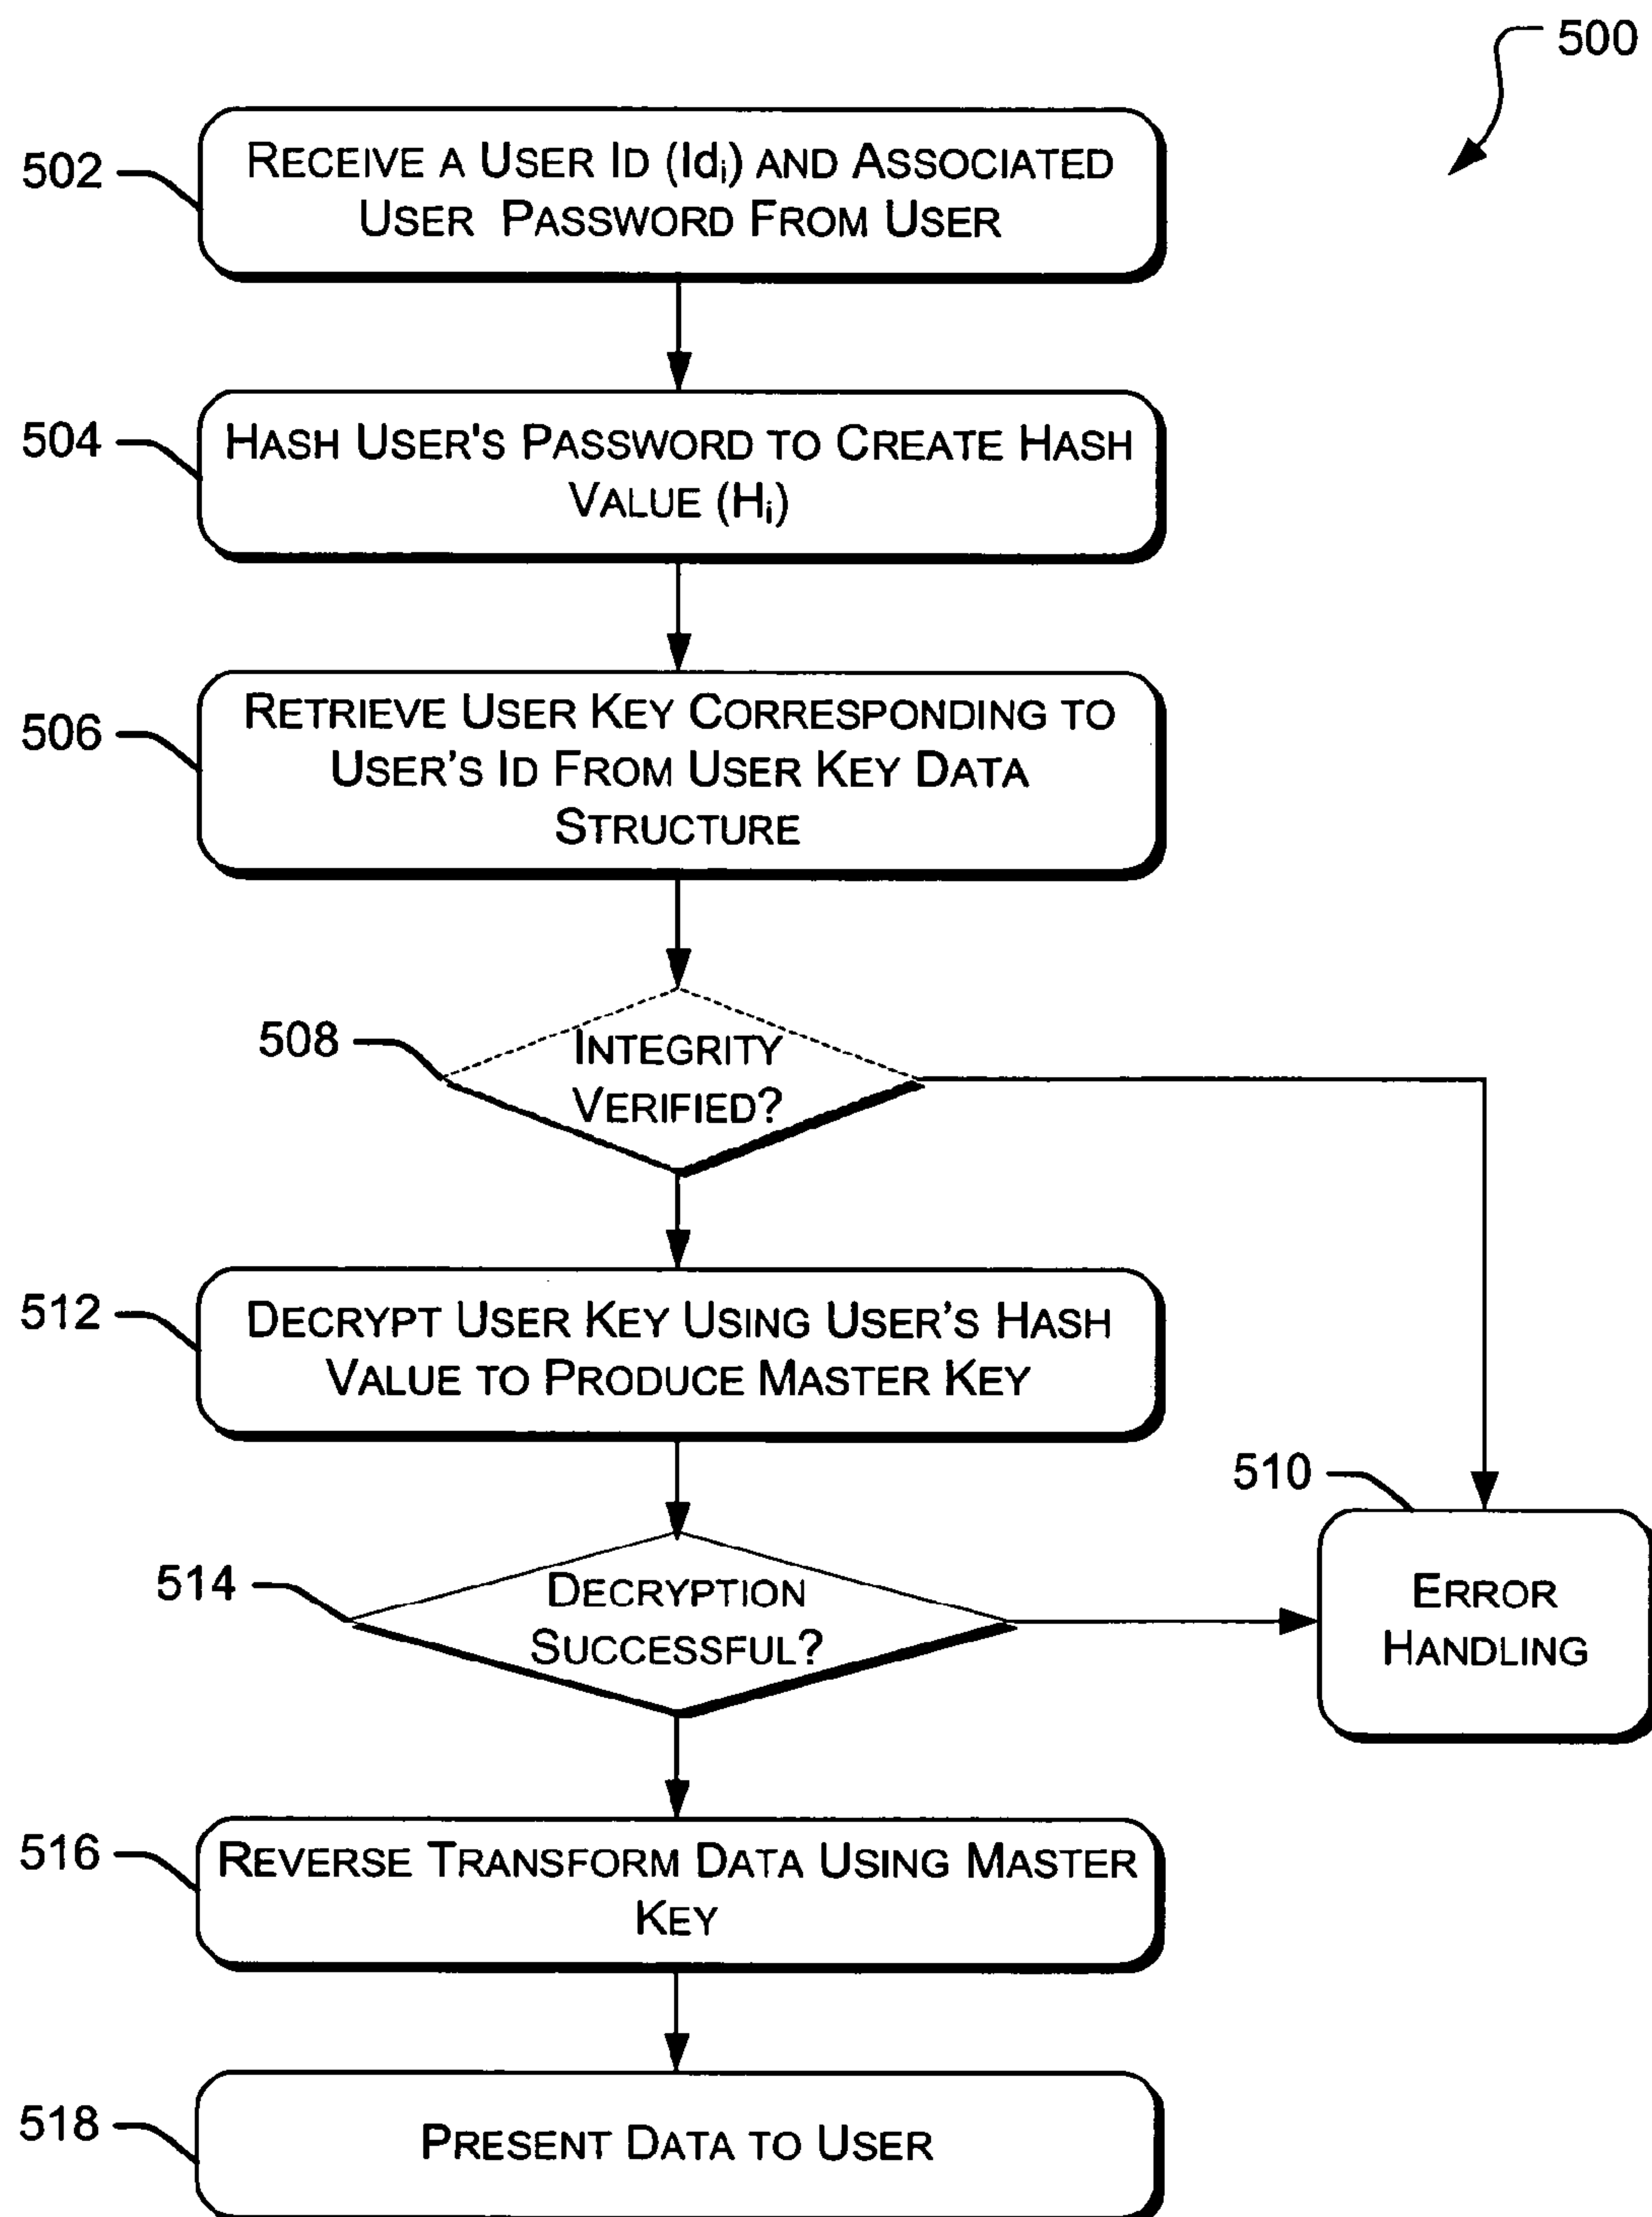 500
502
RECEIVE A USER ID (Idi) AND ASSOCIATED
USER PASSWORD FROM USER
504
HASH USER'S PASSWORD TO CREATE HASH
VALUE (Hi)
506
RETRIEVE USER KEY CORRESPONDING TO
USER'S ID FROM USER KEY DATA
STRUCTURE
508
INTEGRITY
VERIFIED?
512
DECRYPT USER KEY USING USER'S HASH
VALUE TO PRODUCE MASTER KEY
510
514
DECRYPTION
SUCCESSFUL?
ERROR
HANDLING
516
REVERSE TRANSFORM DATA USING MASTER
KEY
518
PRESENT DATA TO USER